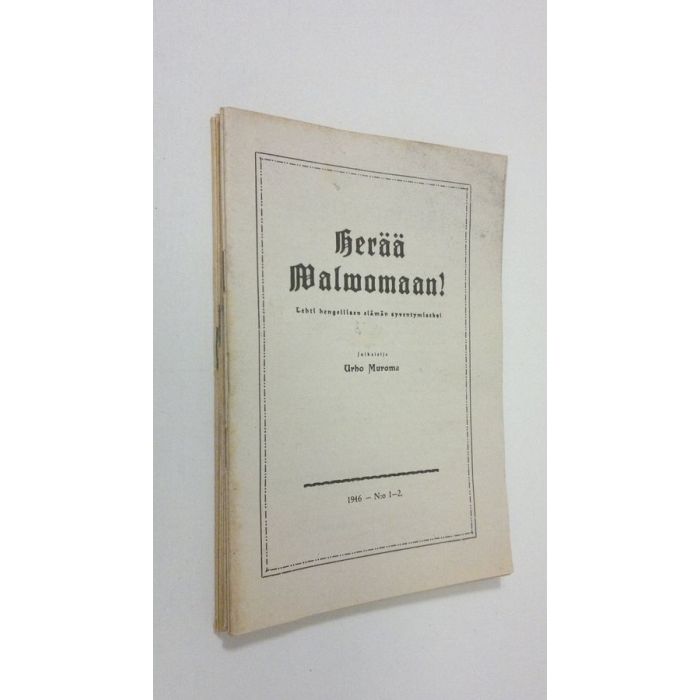 Herää
Walwomaan!
Lehti hengellisen elämän syventymiseksi
Julkaisija
Urho Muroma
1946 — N:o 1—2.